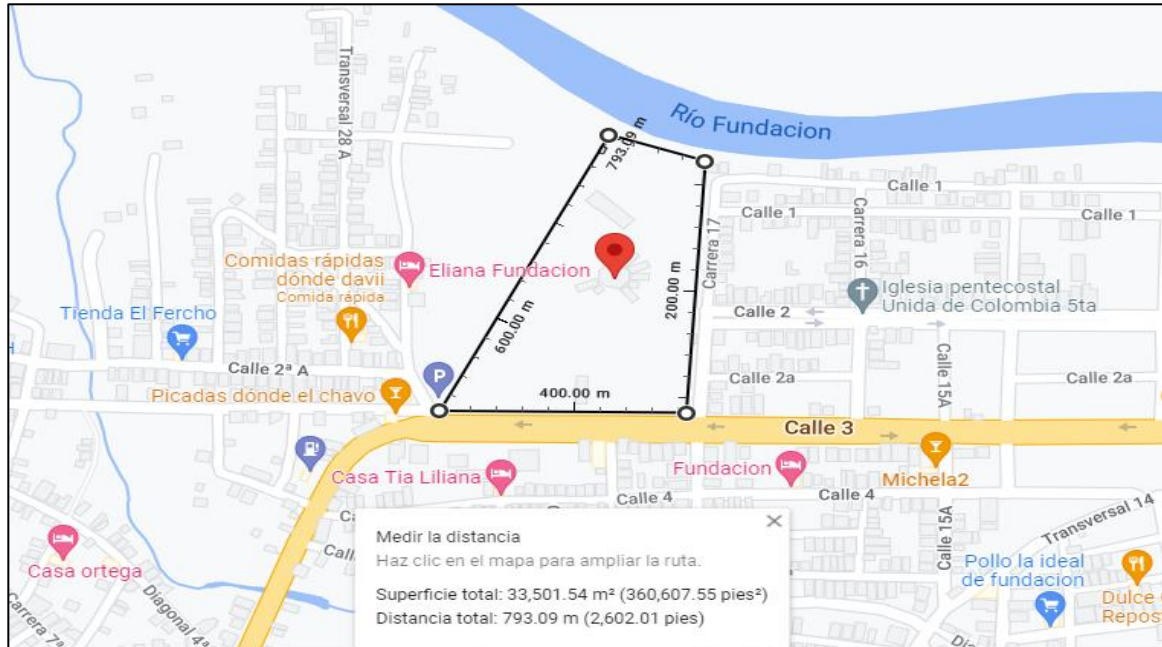 Río Fundacion
Transversal 28 A
793.09 m
Calle 1
Calle 1
Calle 1
Carrera 17
Carrera 16
Comidas rápidas
dónde davii
Comida rápida
Eliana Fundacion
Iglesia pentecostal
Unida de Colombia 5ta
Tienda El Fercho
200.00 m
Calle 2
600.00 m
Calle 2ª A
P
Calle 2a
Calle 15A
Calle 2a
Picadas dónde el chavo
400.00 m
Calle 3
Casa Tia Liliana
Fundacion
Michela2
Calle 4
Calle 4
Transversal 14
Calle 15A
Casa ortega
Carrera 7ª
Diagonal 4ª
Pollo la ideal
de fundacion
Dulce
Repos
Medir la distancia
Haz clic en el mapa para ampliar la ruta.
Superficie total: 33,501.54 m² (360,607.55 pies²)
Distancia total: 793.09 m (2,602.01 pies)